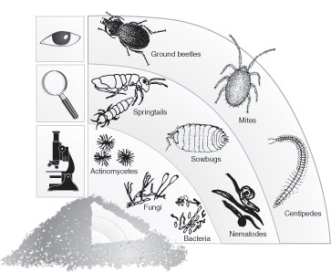 Ground beetles
Mites
Springtails
Sowbugs
Centipedes
Actinomycetes
Fungi
Bacteria
Nematodes